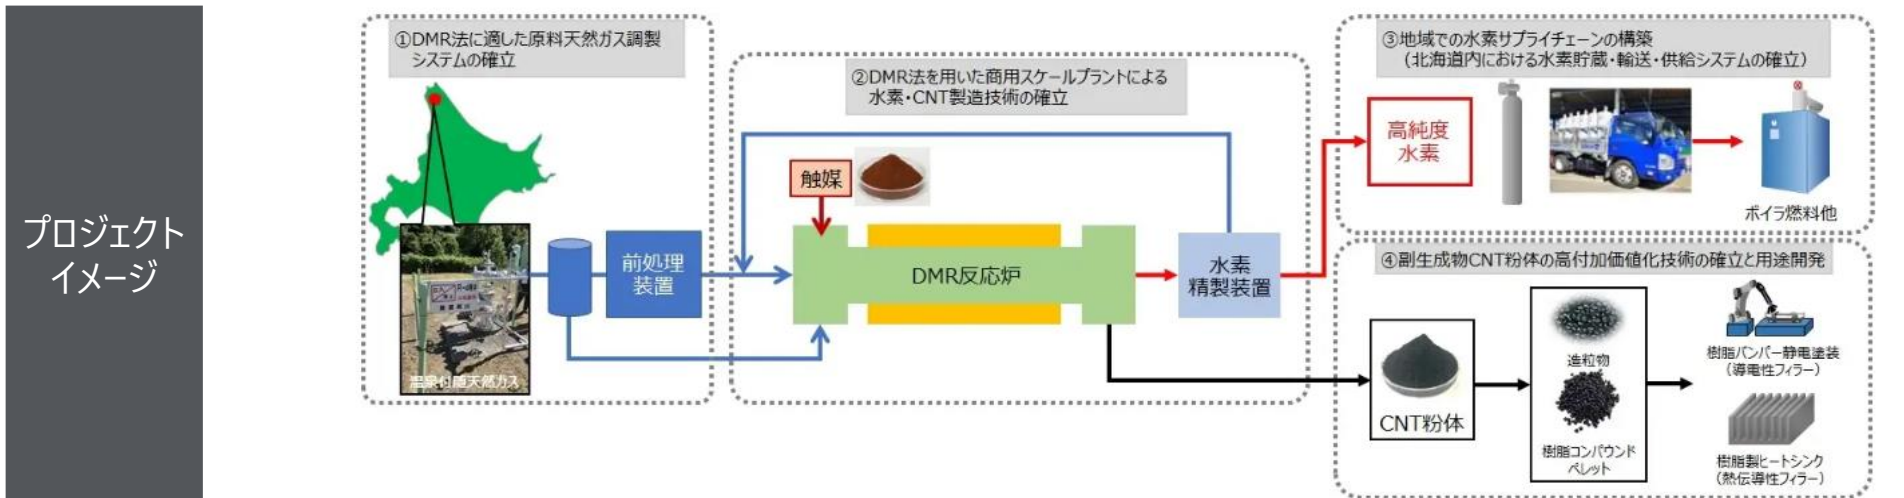 プロジェクト
イメージ
①DMR法に適した原料天然ガス調製
システムの確立
温泉付随天然ガス
前処理
装置
②DMR法を用いた商用スケールプラントによる
水素・CNT製造技術の確立
触媒
DMR反応炉
水素
精製装置
③地域での水素サプライチェーンの構築
（北海道内における水素貯蔵・輸送・供給システムの確立）
高純度
水素
ボイラ燃料他
④副生成物CNT粉体の高付加価値化技術の確立と用途開発
CNT粉体
造粒物
樹脂コンパウンド
ペレット
樹脂バンパー静電塗装
（導電性フィラー）
樹脂製ヒートシンク
（熱伝導性フィラー）